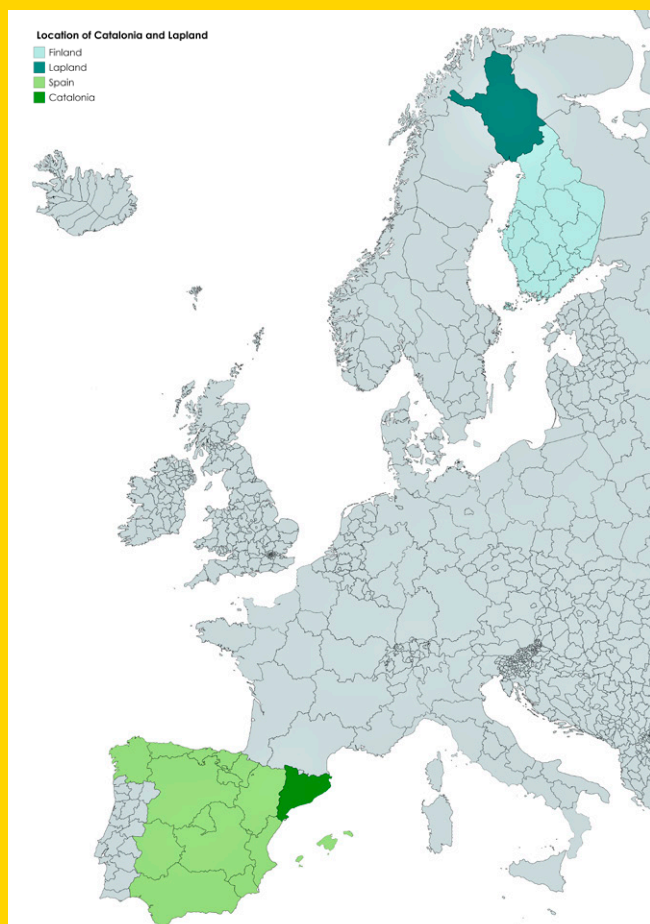 Location of Catalonia and Lapland
Finland
Lapland
Spain
Catalonia